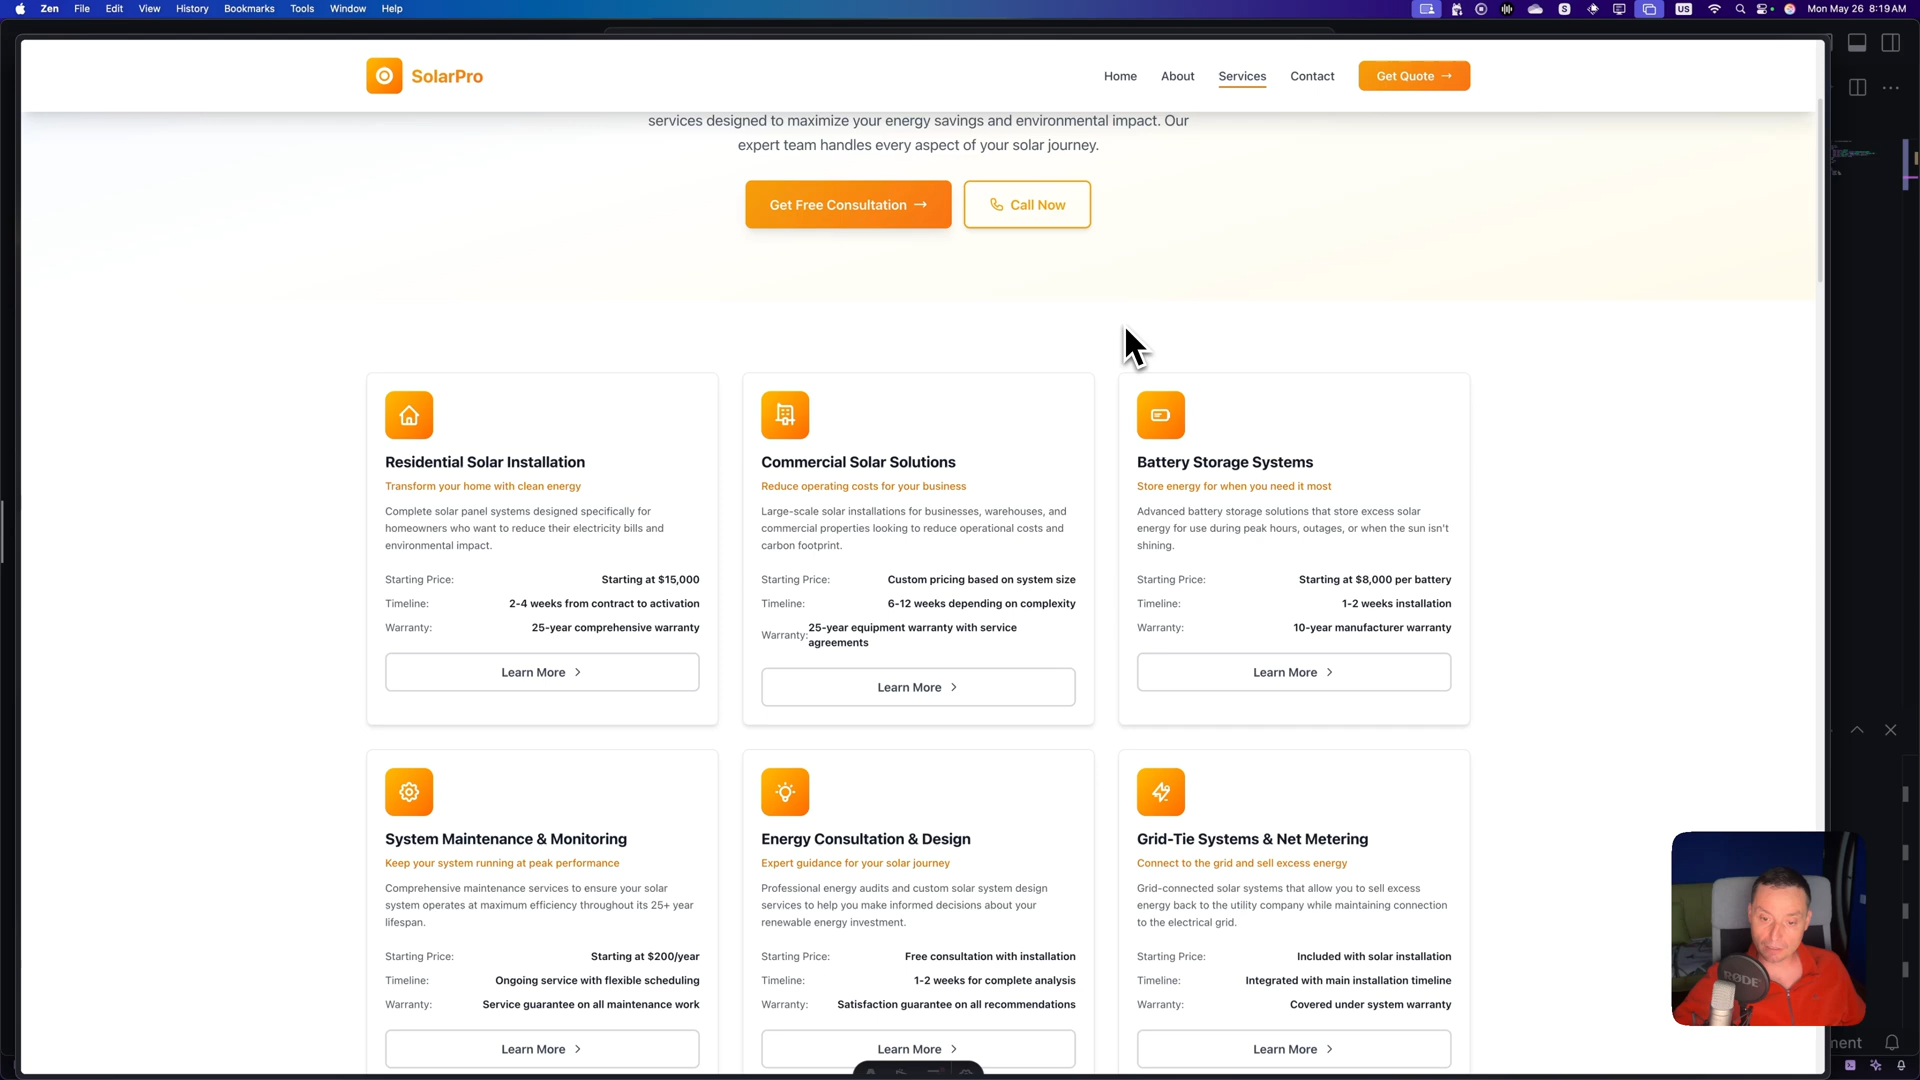 Zen File Edit View History Bookmarks Tools Window Help
S
US
Mon May 26 8:19 AM
SolarPro
Home About Services Contact Get Quote →
services designed to maximize your energy savings and environmental impact. Our
expert team handles every aspect of your solar journey.
Get Free Consultation →
Call Now
Residential Solar Installation
Transform your home with clean energy
Complete solar panel systems designed specifically for
homeowners who want to reduce their electricity bills and
environmental impact.
Starting Price: Starting at $15,000
Timeline: 2-4 weeks from contract to activation
Warranty: 25-year comprehensive warranty
Learn More >
Commercial Solar Solutions
Reduce operating costs for your business
Large-scale solar installations for businesses, warehouses, and
commercial properties looking to reduce operational costs and
carbon footprint.
Starting Price: Custom pricing based on system size
Timeline: 6-12 weeks depending on complexity
Warranty: 25-year equipment warranty with service
agreements
Learn More >
Battery Storage Systems
Store energy for when you need it most
Advanced battery storage solutions that store excess solar
energy for use during peak hours, outages, or when the sun isn't
shining.
Starting Price: Starting at $8,000 per battery
Timeline: 1-2 weeks installation
Warranty: 10-year manufacturer warranty
Learn More >
System Maintenance & Monitoring
Keep your system running at peak performance
Comprehensive maintenance services to ensure your solar
system operates at maximum efficiency throughout its 25+ year
lifespan.
Starting Price: Starting at $200/year
Timeline: Ongoing service with flexible scheduling
Warranty: Service guarantee on all maintenance work
Learn More >
Energy Consultation & Design
Expert guidance for your solar journey
Professional energy audits and custom solar system design
services to help you make informed decisions about your
renewable energy investment.
Starting Price: Free consultation with installation
Timeline: 1-2 weeks for complete analysis
Warranty: Satisfaction guarantee on all recommendations
Learn More >
Grid-Tie Systems & Net Metering
Connect to the grid and sell excess energy
Grid-connected solar systems that allow you to sell excess
energy back to the utility company while maintaining connection
to the electrical grid.
Starting Price: Included with solar installation
Timeline: Integrated with main installation timeline
Warranty: Covered under system warranty
Learn More >
RØDE
nent